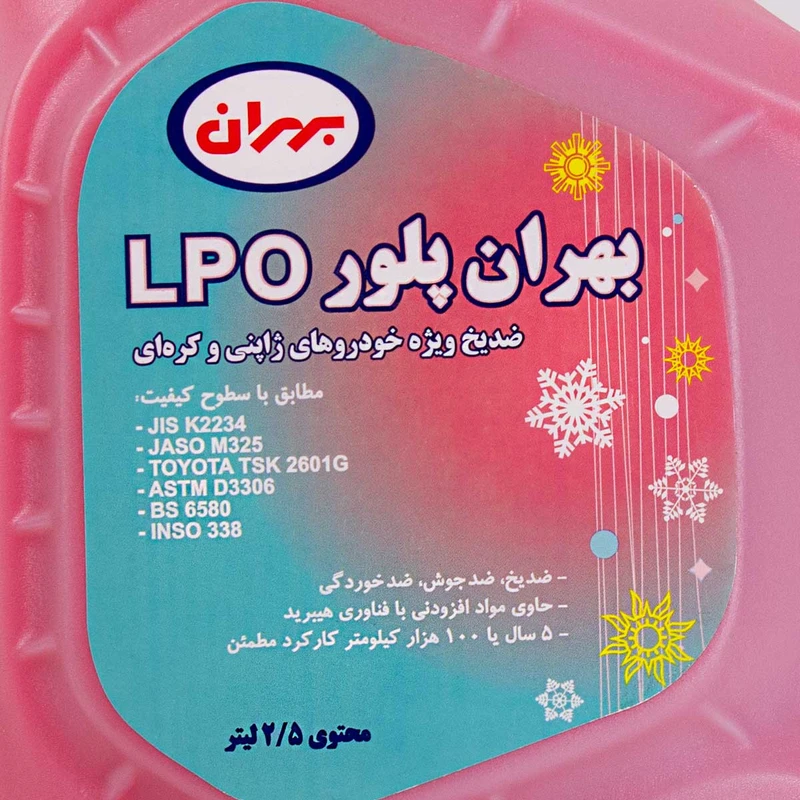 بهران
بهران پلور LPO
ضدیخ ویژه خودروهای ژاپنی و کره‌ای
مطابق با سطوح کیفیت:
- JIS K2234
- JASO M325
- TOYOTA TSK 2601G
- ASTM D3306
- BS 6580
- INSO 338
- ضدیخ، ضدجوش، ضدخوردگی
- حاوی مواد افزودنی با فناوری هیبرید
- ۵ سال یا ۱۰۰ هزار کیلومتر کارکرد مطمئن
محتوی ۲/۵ لیتر